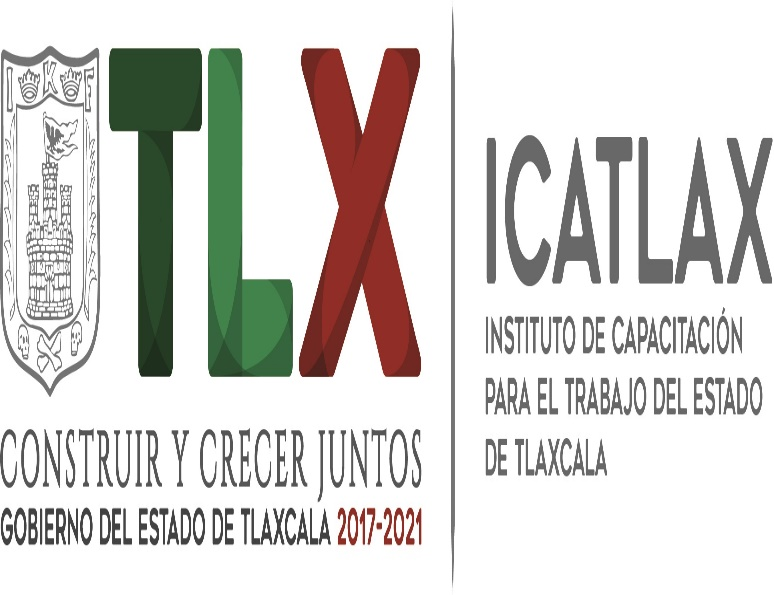 I K F
TLX
CONSTRUIR Y CRECER JUNTOS
GOBIERNO DEL ESTADO DE TLAXCALA 2017-2021
ICATLAX
INSTITUTO DE CAPACITACIÓN
PARA EL TRABAJO DEL ESTADO
DE TLAXCALA